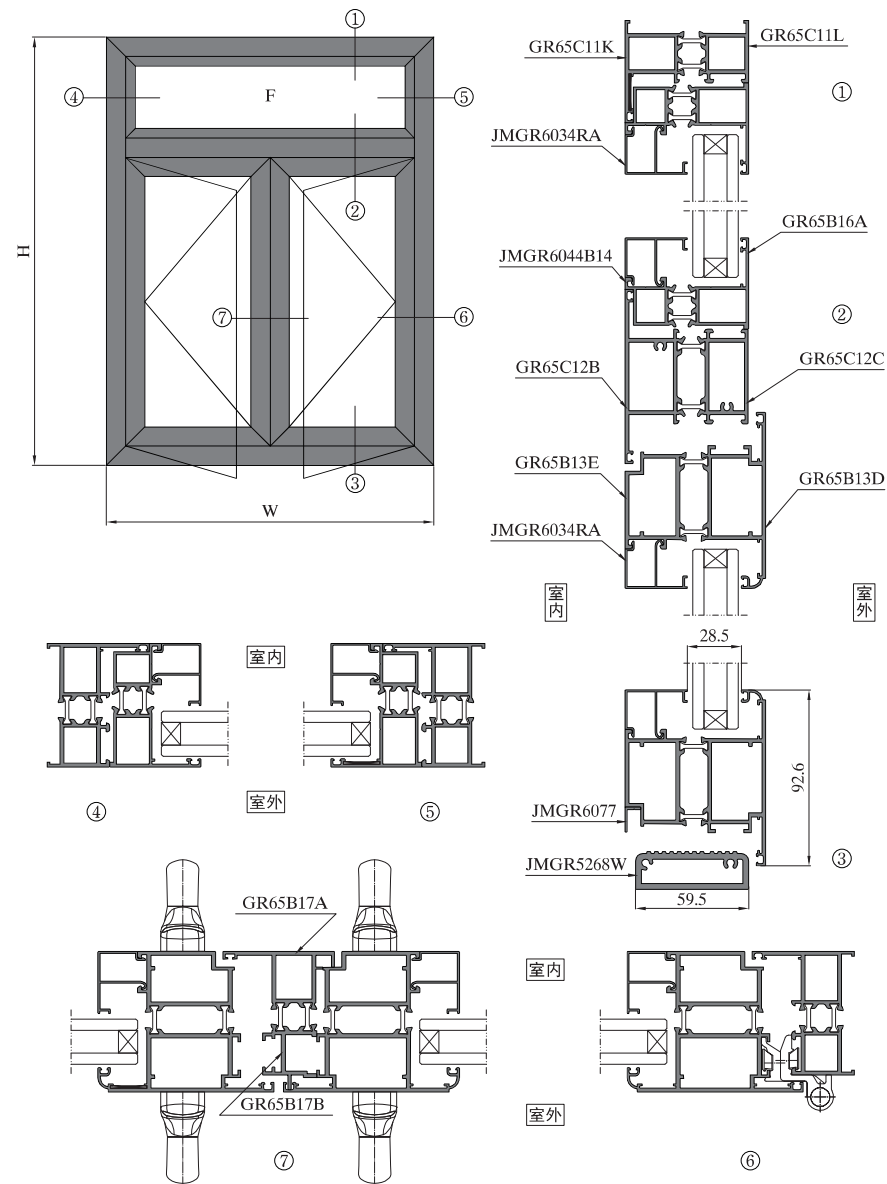 ①
④
F
⑤
②
H
⑦
⑥
③
W
GR65C11K
GR65C11L
①
JMGR6034RA
GR65B16A
JMGR6044B14
②
GR65C12B
GR65C12C
GR65B13E
GR65B13D
JMGR6034RA
室内
室外
28.5
92.6
JMGR6077
③
JMGR5268W
59.5
室内
室外
④
⑤
GR65B17A
GR65B17B
⑦
室内
室外
⑥